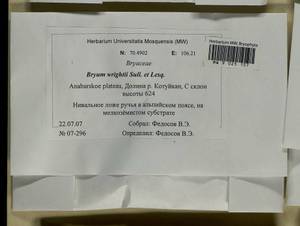 Herbarium Universitatis Mosquensis (MW)
N: 70.4902 E: 106.21
Bryaceae
Bryum wrightii Sull. et Lesq.
Anabarskoe plateau, Долина р. Котуйкан, С склон
высоты 624
Нивальное ложе ручья в альпийском поясе, на
мелкозёмистом субстрате
22.07.07 Собрал: Федосов В.Э.
№ 07-296 Определил: Федосов В.Э.
Herbarium MW Bryophyta